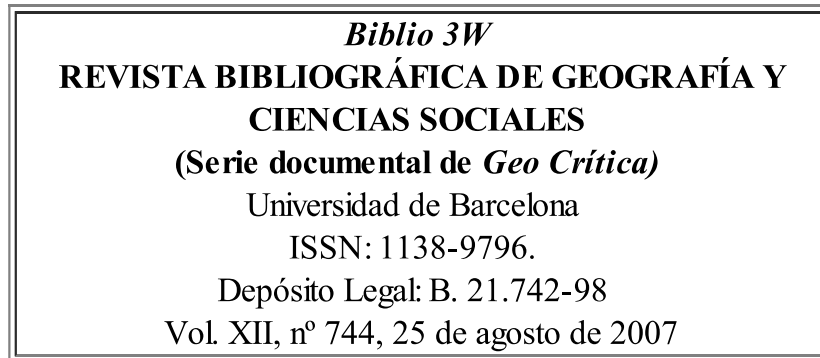 Biblio 3W
REVISTA BIBLIOGRÁFICA DE GEOGRAFÍA Y
CIENCIAS SOCIALES
(Serie documental de Geo Crítica)
Universidad de Barcelona
ISSN: 1138-9796.
Depósito Legal: B. 21.742-98
Vol. XII, nº 744, 25 de agosto de 2007